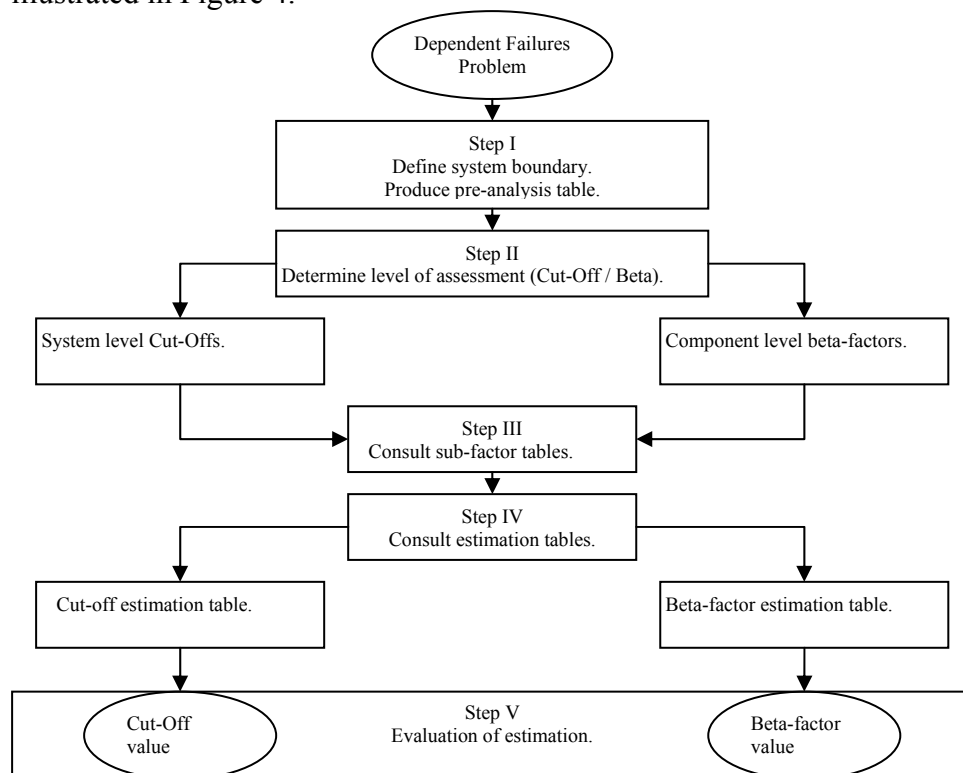 illustrated in Figure 4.
Dependent Failures
Problem
Step I
Define system boundary.
Produce pre-analysis table.
Step II
Determine level of assessment (Cut-Off / Beta).
System level Cut-Offs.
Component level beta-factors.
Step III
Consult sub-factor tables.
Step IV
Consult estimation tables.
Cut-off estimation table.
Beta-factor estimation table.
Step V
Evaluation of estimation.
Cut-Off
value
Beta-factor
value